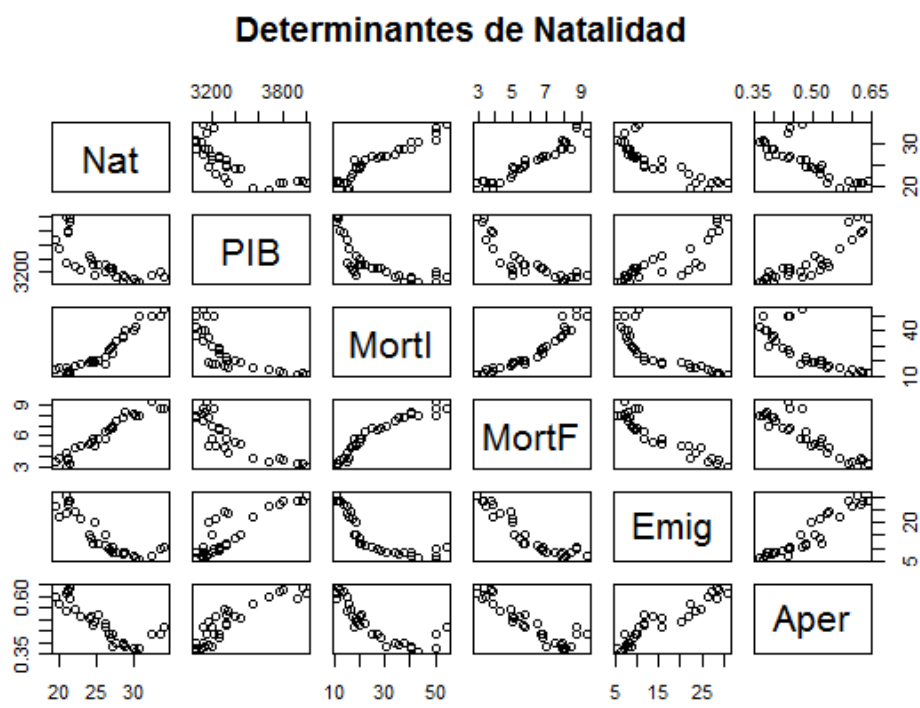 Determinantes de Natalidad
3200 3800 3 5 7 9 0.35 0.50 0.65
Nat 20 30
3200 PIB
MortI 10 40
3 6 9 MortF
Emig 5 20
0.35 0.60 Aper
20 25 30 10 30 50 5 15 25